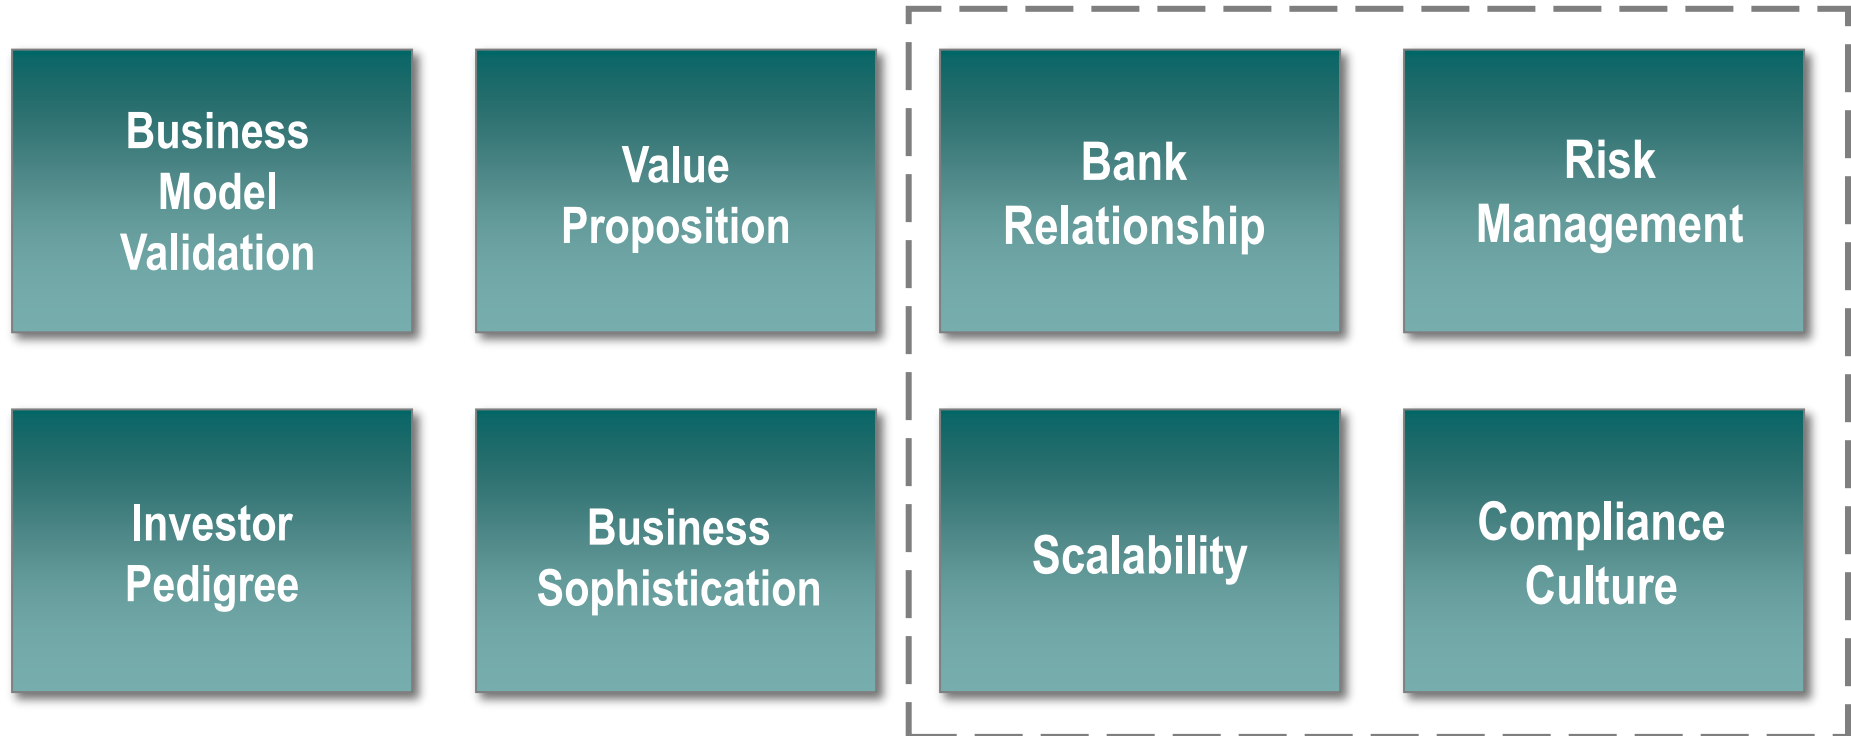 Business
Model
Validation
Value
Proposition
Bank
Relationship
Risk
Management
Investor
Pedigree
Business
Sophistication
Scalability
Compliance
Culture